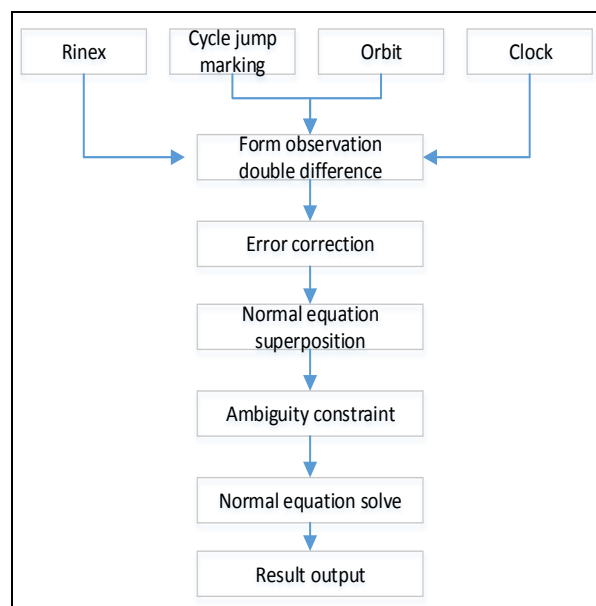 Rinex
Cycle jump
marking
Orbit
Clock
Form observation
double difference
Error correction
Normal equation
superposition
Ambiguity constraint
Normal equation solve
Result output